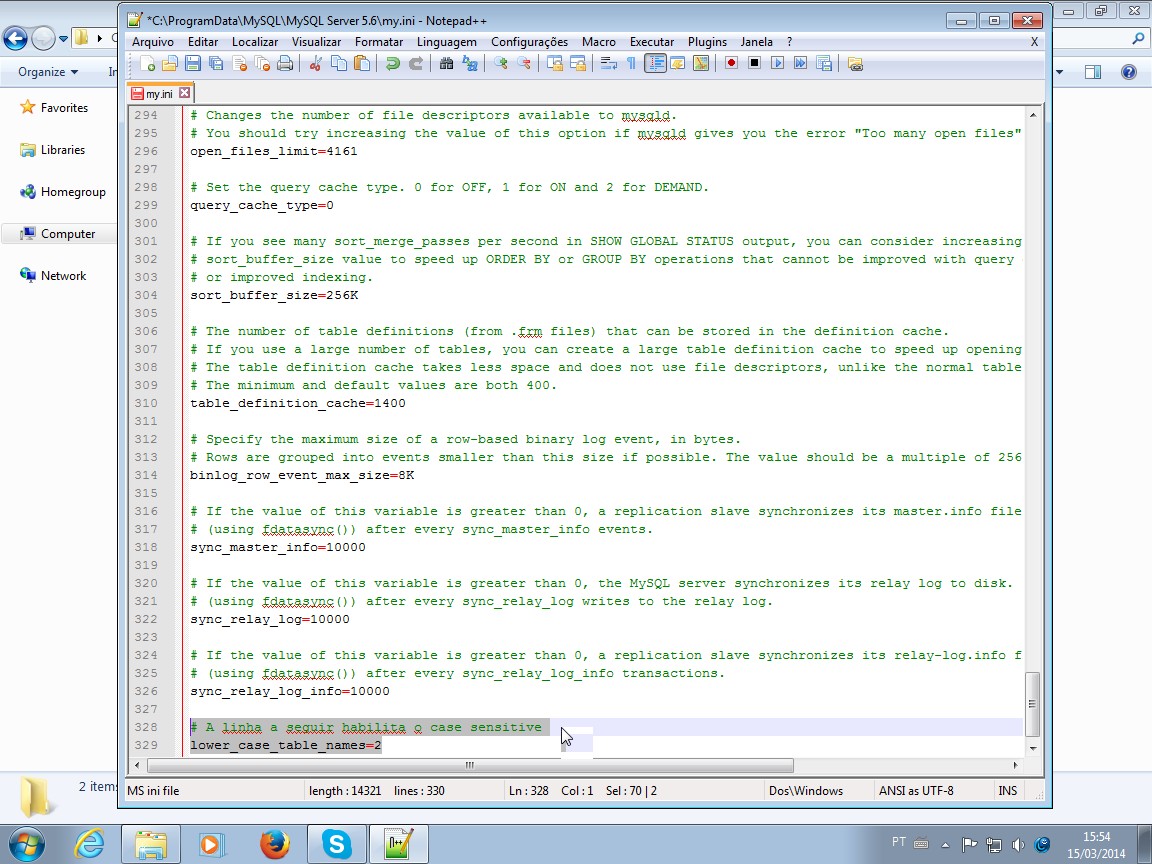 *C:\ProgramData\MySQL\MySQL Server 5.6\my.ini - Notepad++
Arquivo Editar Localizar Visualizar Formatar Linguagem Configurações Macro Executar Plugins Janela ? X
Organize
Favorites
Libraries
Homegroup
Computer
Network
my.ini
294 # Changes the number of file descriptors available to mysqld.
295 # You should try increasing the value of this option if mysqld gives you the error "Too many open files"
296 open_files_limit=4161
297
298 # Set the query cache type. 0 for OFF, 1 for ON and 2 for DEMAND.
299 query_cache_type=0
300
301 # If you see many sort_merge_passes per second in SHOW GLOBAL STATUS output, you can consider increasing
302 # sort_buffer_size value to speed up ORDER BY or GROUP BY operations that cannot be improved with query
303 # or improved indexing.
304 sort_buffer_size=256K
305
306 # The number of table definitions (from .frm files) that can be stored in the definition cache.
307 # If you use a large number of tables, you can create a large table definition cache to speed up opening
308 # The table definition cache takes less space and does not use file descriptors, unlike the normal table
309 # The minimum and default values are both 400.
310 table_definition_cache=1400
311
312 # Specify the maximum size of a row-based binary log event, in bytes.
313 # Rows are grouped into events smaller than this size if possible. The value should be a multiple of 256
314 binlog_row_event_max_size=8K
315
316 # If the value of this variable is greater than 0, a replication slave synchronizes its master.info file
317 # (using fdatasync()) after every sync_master_info events.
318 sync_master_info=10000
319
320 # If the value of this variable is greater than 0, the MySQL server synchronizes its relay log to disk.
321 # (using fdatasync()) after every sync_relay_log writes to the relay log.
322 sync_relay_log=10000
323
324 # If the value of this variable is greater than 0, a replication slave synchronizes its relay-log.info f
325 # (using fdatasync()) after every sync_relay_log_info transactions.
326 sync_relay_log_info=10000
327
328 # A linha a seguir habilita o case sensitive
329 lower_case_table_names=2
2 items
MS ini file length : 14321 lines : 330 Ln : 328 Col : 1 Sel : 70 | 2 Dos\Windows ANSI as UTF-8 INS
PT
15:54
15/03/2014